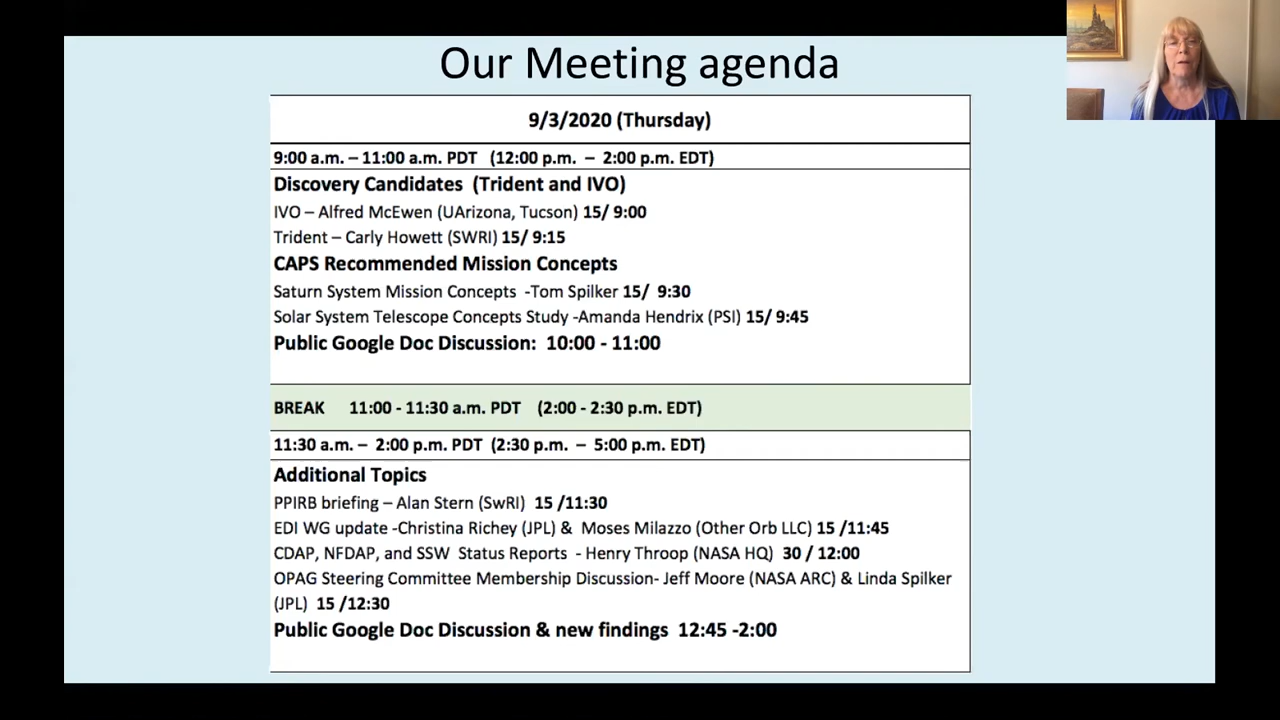 Our Meeting agenda
9/3/2020 (Thursday)
9:00 a.m. – 11:00 a.m. PDT (12:00 p.m. – 2:00 p.m. EDT)
Discovery Candidates (Trident and IVO)
IVO – Alfred McEwen (UArizona, Tucson) 15/ 9:00
Trident – Carly Howett (SWRI) 15/ 9:15
CAPS Recommended Mission Concepts
Saturn System Mission Concepts -Tom Spilker 15/ 9:30
Solar System Telescope Concepts Study -Amanda Hendrix (PSI) 15/ 9:45
Public Google Doc Discussion: 10:00 - 11:00
BREAK 11:00 - 11:30 a.m. PDT (2:00 - 2:30 p.m. EDT)
11:30 a.m. – 2:00 p.m. PDT (2:30 p.m. – 5:00 p.m. EDT)
Additional Topics
PPIRB briefing – Alan Stern (SwRI) 15 /11:30
EDI WG update -Christina Richey (JPL) & Moses Milazzo (Other Orb LLC) 15 /11:45
CDAP, NFDAP, and SSW Status Reports - Henry Throop (NASA HQ) 30 / 12:00
OPAG Steering Committee Membership Discussion- Jeff Moore (NASA ARC) & Linda Spilker
(JPL) 15 /12:30
Public Google Doc Discussion & new findings 12:45 -2:00